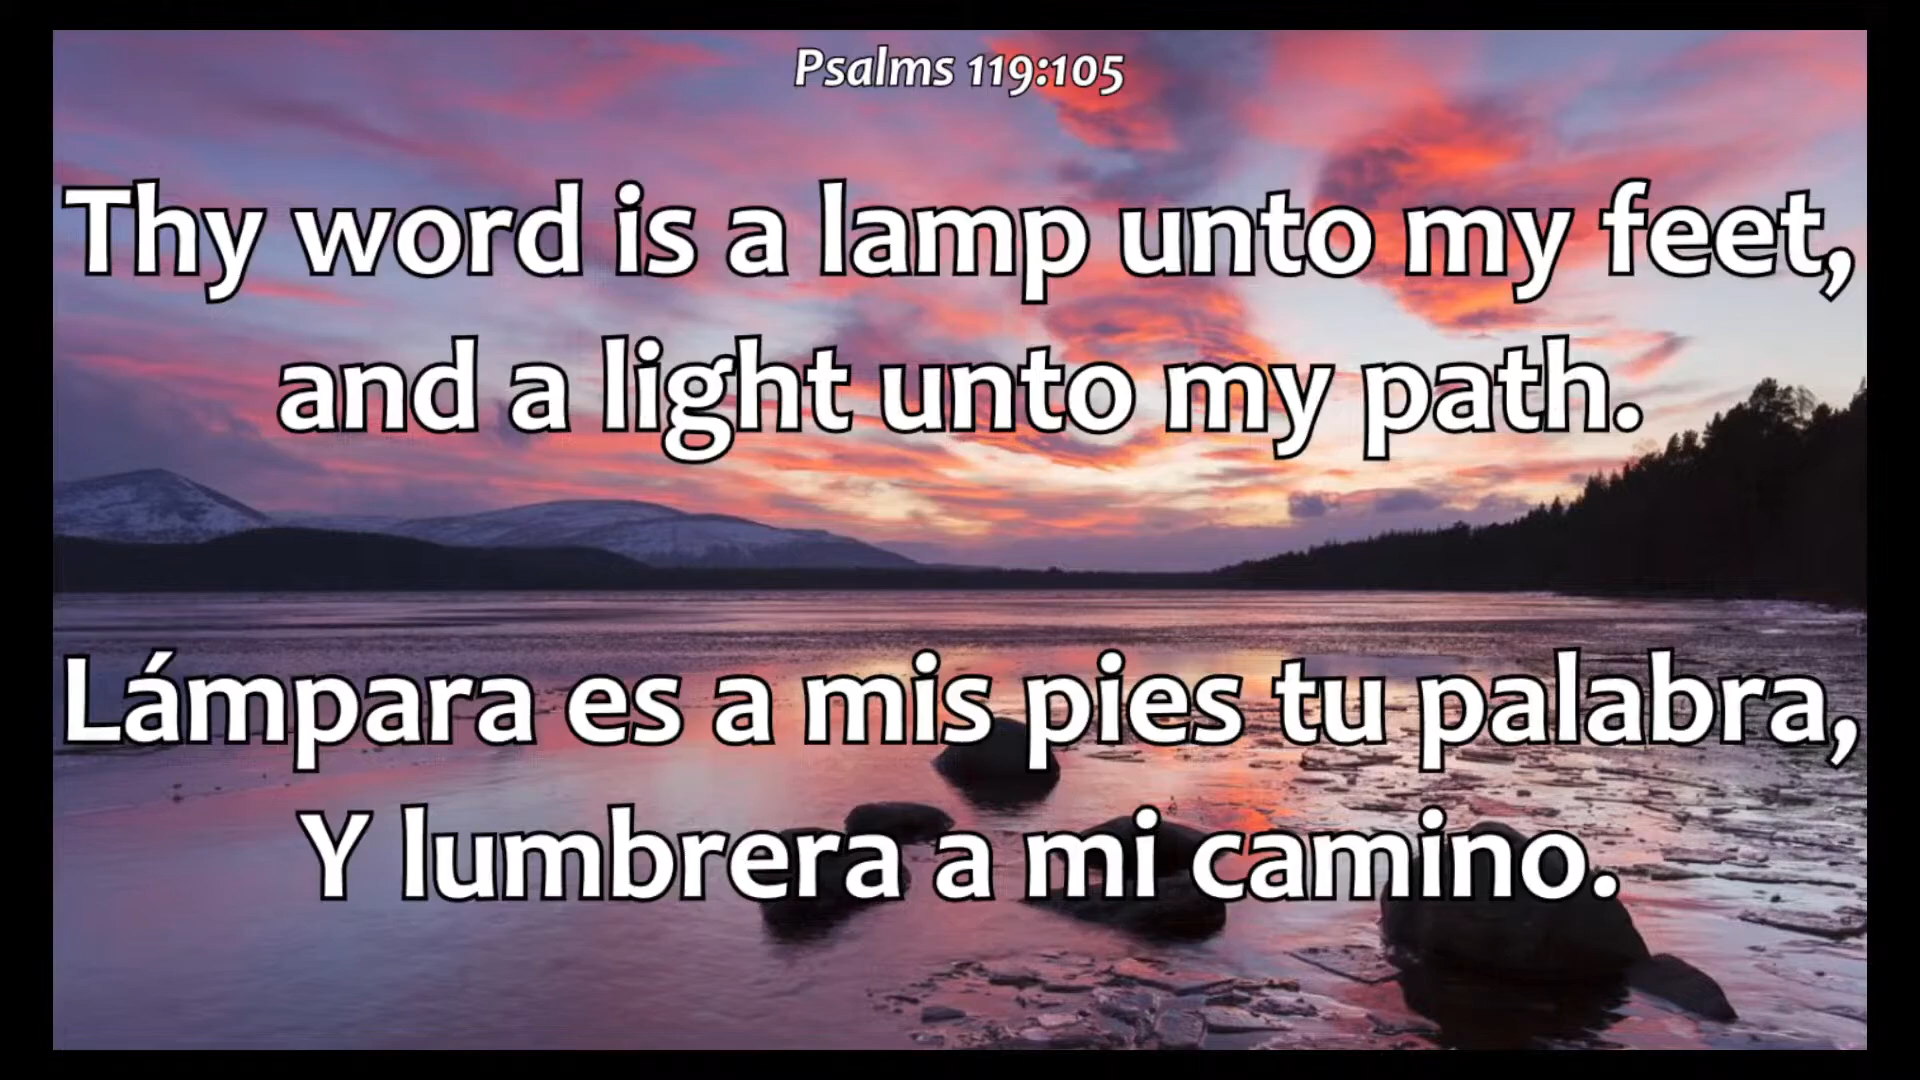 Psalms 119:105
Thy word is a lamp unto my feet,
and a light unto my path.
Lámpara es a mis pies tu palabra,
Y lumbrera a mi camino.